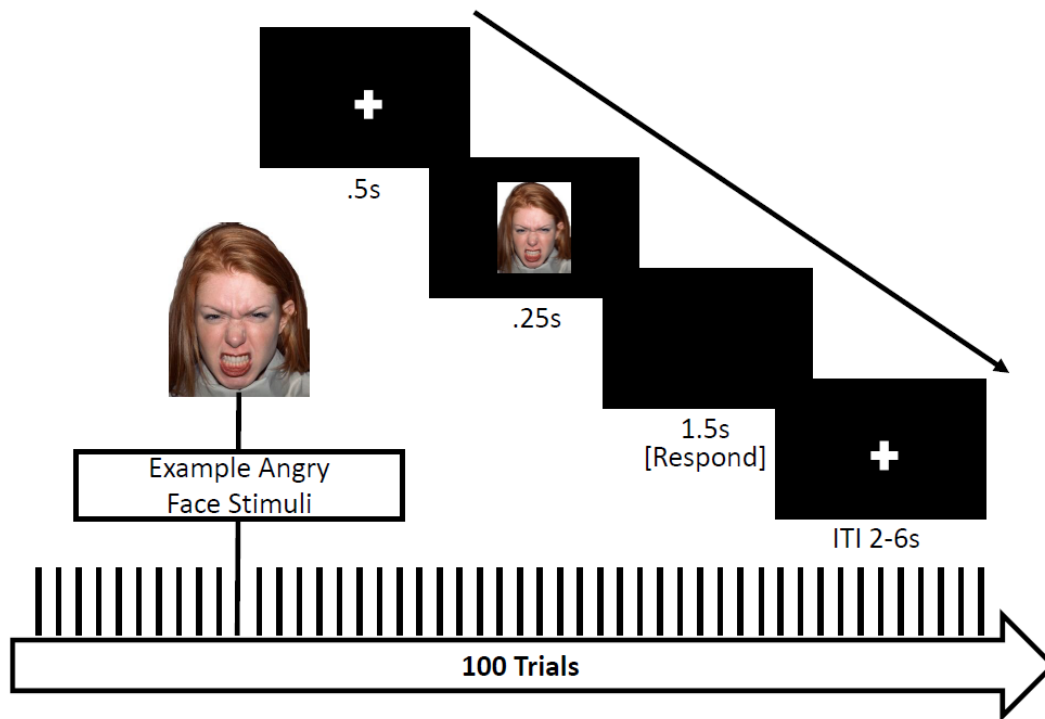 .5s
.25s
1.5s
[Respond]
ITI 2-6s
Example Angry
Face Stimuli
100 Trials